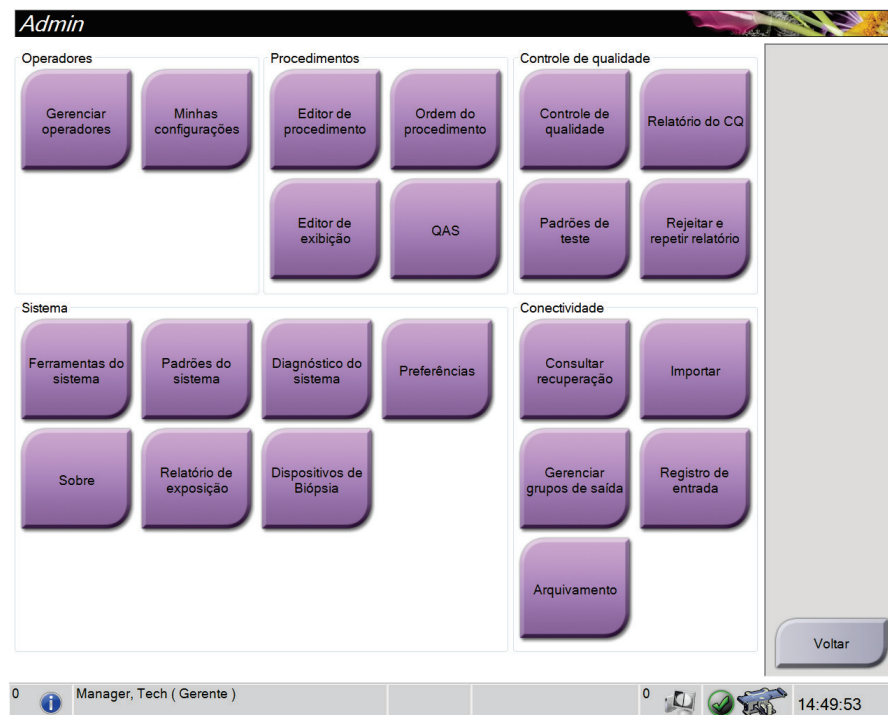 Admin
Operadores
Gerenciar
operadores
Minhas
configurações
Procedimentos
Editor de
procedimento
Ordem do
procedimento
Editor de
exibição
QAS
Controle de qualidade
Controle de
qualidade
Relatório do CQ
Padrões de
teste
Rejeitar e
repetir relatório
Sistema
Ferramentas do
sistema
Padrões do
sistema
Diagnóstico do
sistema
Preferências
Sobre
Relatório de
exposição
Dispositivos de
Biópsia
Conectividade
Consultar
recuperação
Importar
Gerenciar
grupos de saída
Registro de
entrada
Arquivamento
Voltar
0
Manager, Tech ( Gerente )
0
14:49:53